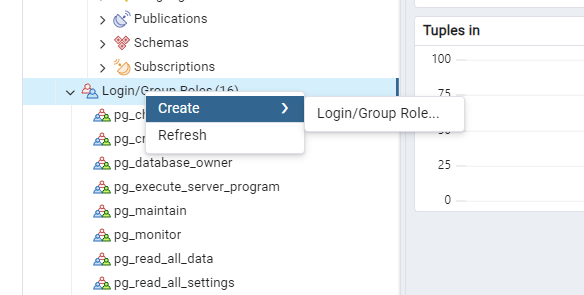 Publications
Schemas
Subscriptions
Login/Group Roles (16)
Create
Login/Group Role...
Refresh
pg_database_owner
pg_execute_server_program
pg_maintain
pg_monitor
pg_read_all_data
pg_read_all_settings
Tuples in
100
50
25
0